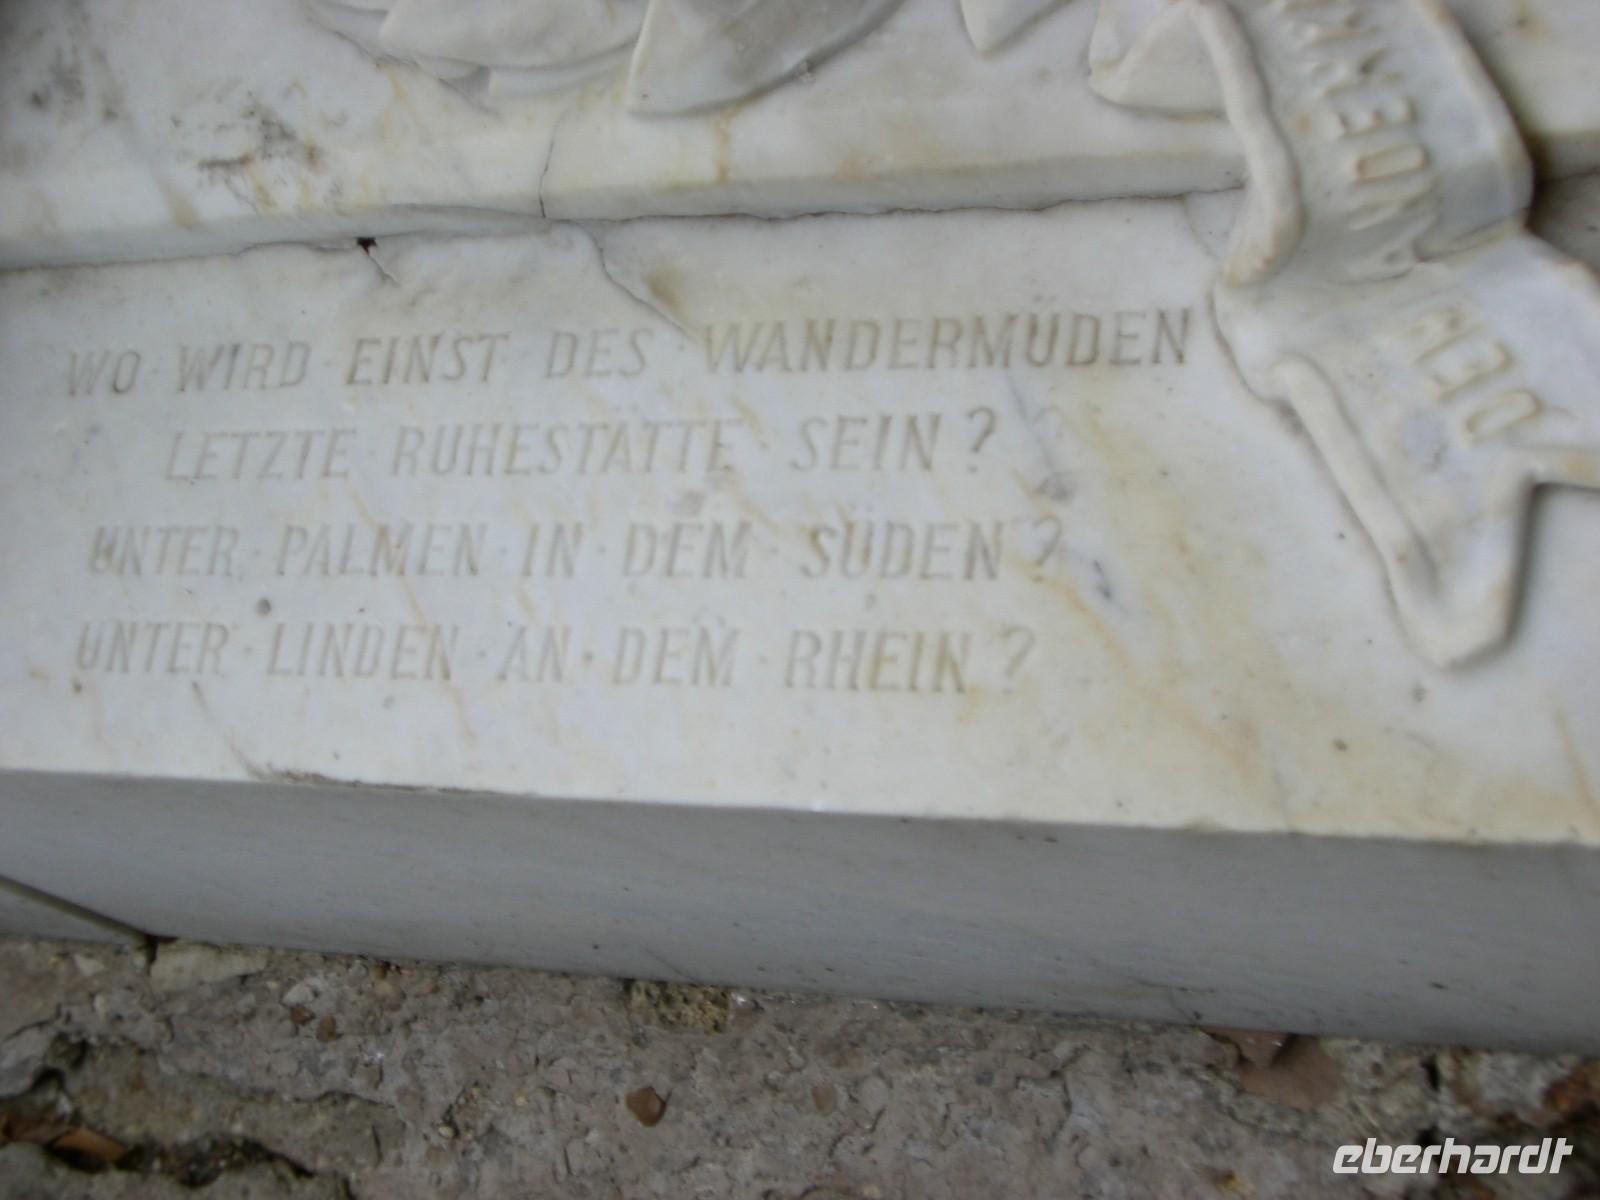 WO · WIRD · EINST · DES · WANDERMÜDEN
LETZTE · RUHESTÄTTE · SEIN ?
UNTER · PALMEN · IN · DEM · SÜDEN ?
UNTER · LINDEN · AN · DEM · RHEIN ?
DEM
eberhardt